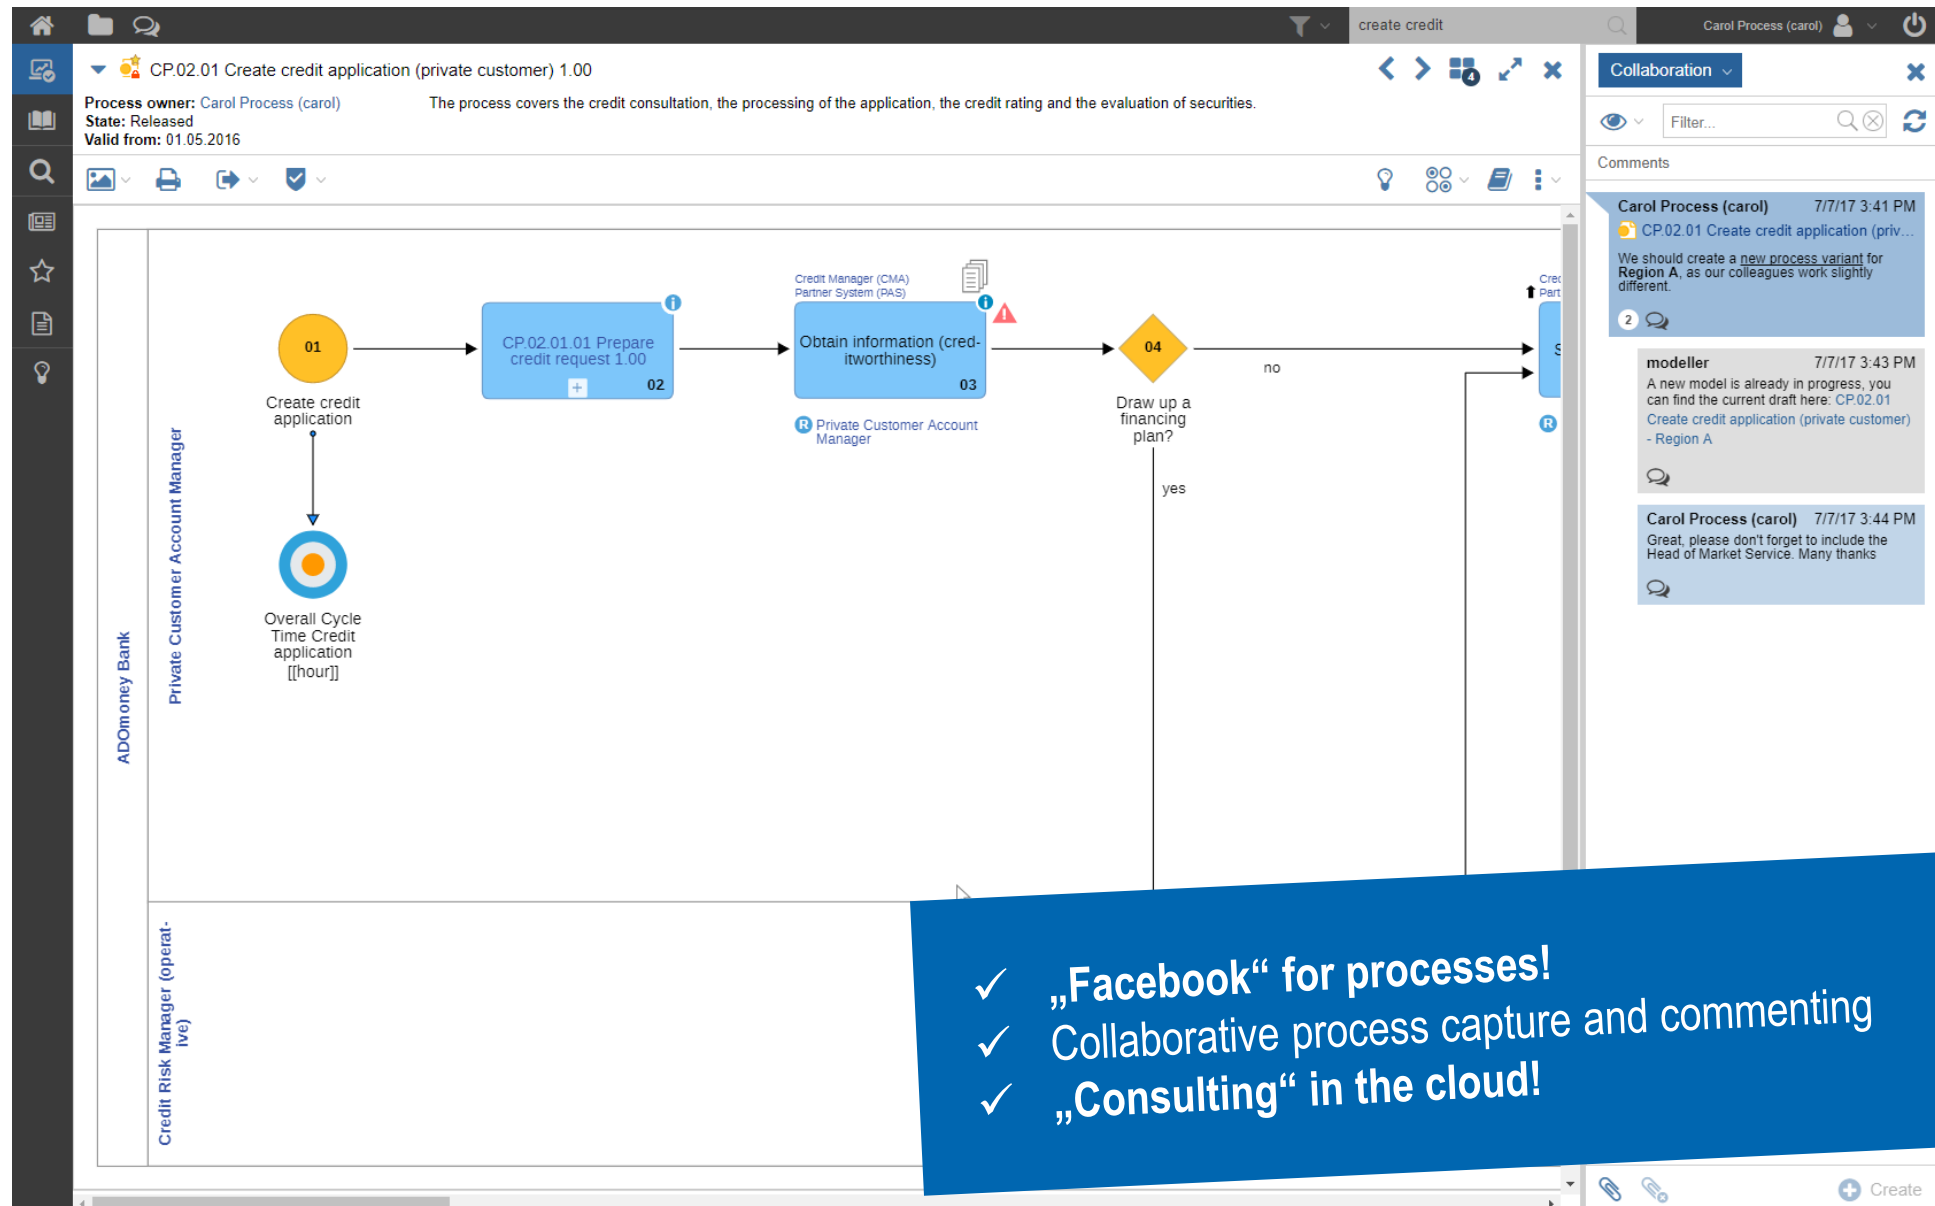 create credit
Carol Process (carol)
CP.02.01 Create credit application (private customer) 1.00
4
Process owner: Carol Process (carol)
The process covers the credit consultation, the processing of the application, the credit rating and the evaluation of securities.
State: Released
Valid from: 01.05.2016
ADOmoney Bank
Private Customer Account Manager
Credit Risk Manager (operat-
ive)
01
Create credit
application
Overall Cycle
Time Credit
application
[[hour]]
CP.02.01.01 Prepare
credit request 1.00
02
Credit Manager (CMA)
Partner System (PAS)
Obtain information (cred-
itworthiness)
03
R Private Customer Account
Manager
04
Draw up a
financing
plan?
no
yes
Cred
Part
S
R
Collaboration
Filter...
Comments
Carol Process (carol) 7/7/17 3:41 PM
CP.02.01 Create credit application (priv...
We should create a new process variant for
Region A, as our colleagues work slightly
different.
2
modeller 7/7/17 3:43 PM
A new model is already in progress, you
can find the current draft here: CP.02.01
Create credit application (private customer)
- Region A
Carol Process (carol) 7/7/17 3:44 PM
Great, please don't forget to include the
Head of Market Service. Many thanks
Create
✓ „Facebook“ for processes!
✓ Collaborative process capture and commenting
✓ „Consulting“ in the cloud!